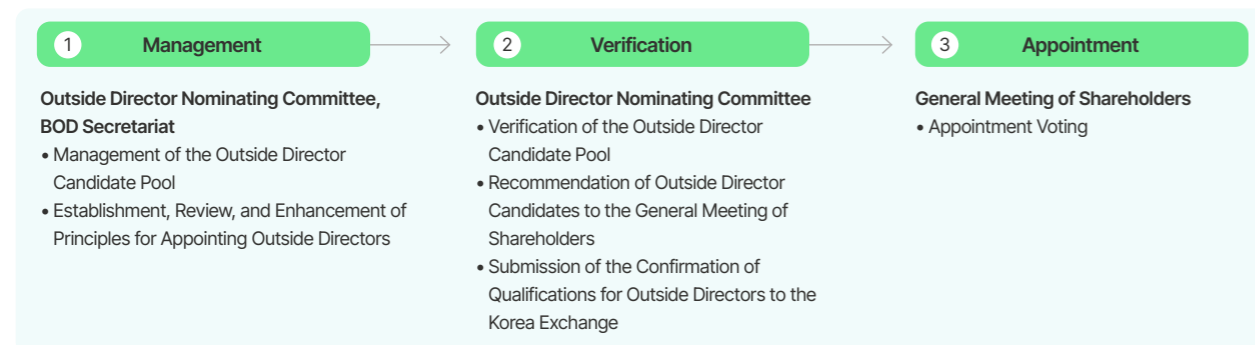 1 Management
Outside Director Nominating Committee,
BOD Secretariat
• Management of the Outside Director
Candidate Pool
• Establishment, Review, and Enhancement of
Principles for Appointing Outside Directors
2 Verification
Outside Director Nominating Committee
• Verification of the Outside Director
Candidate Pool
• Recommendation of Outside Director
Candidates to the General Meeting of
Shareholders
• Submission of the Confirmation of
Qualifications for Outside Directors to the
Korea Exchange
3 Appointment
General Meeting of Shareholders
• Appointment Voting